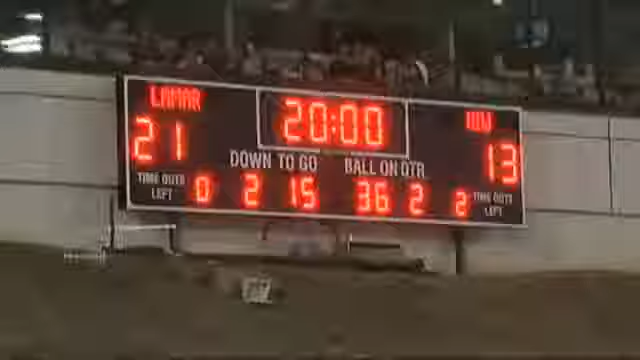 LAMAR 20:00
21 13
DOWN TO GO BALL ON QTR
TIME OUTS LEFT 0 2 15 36 2 2 TIME OUTS LEFT